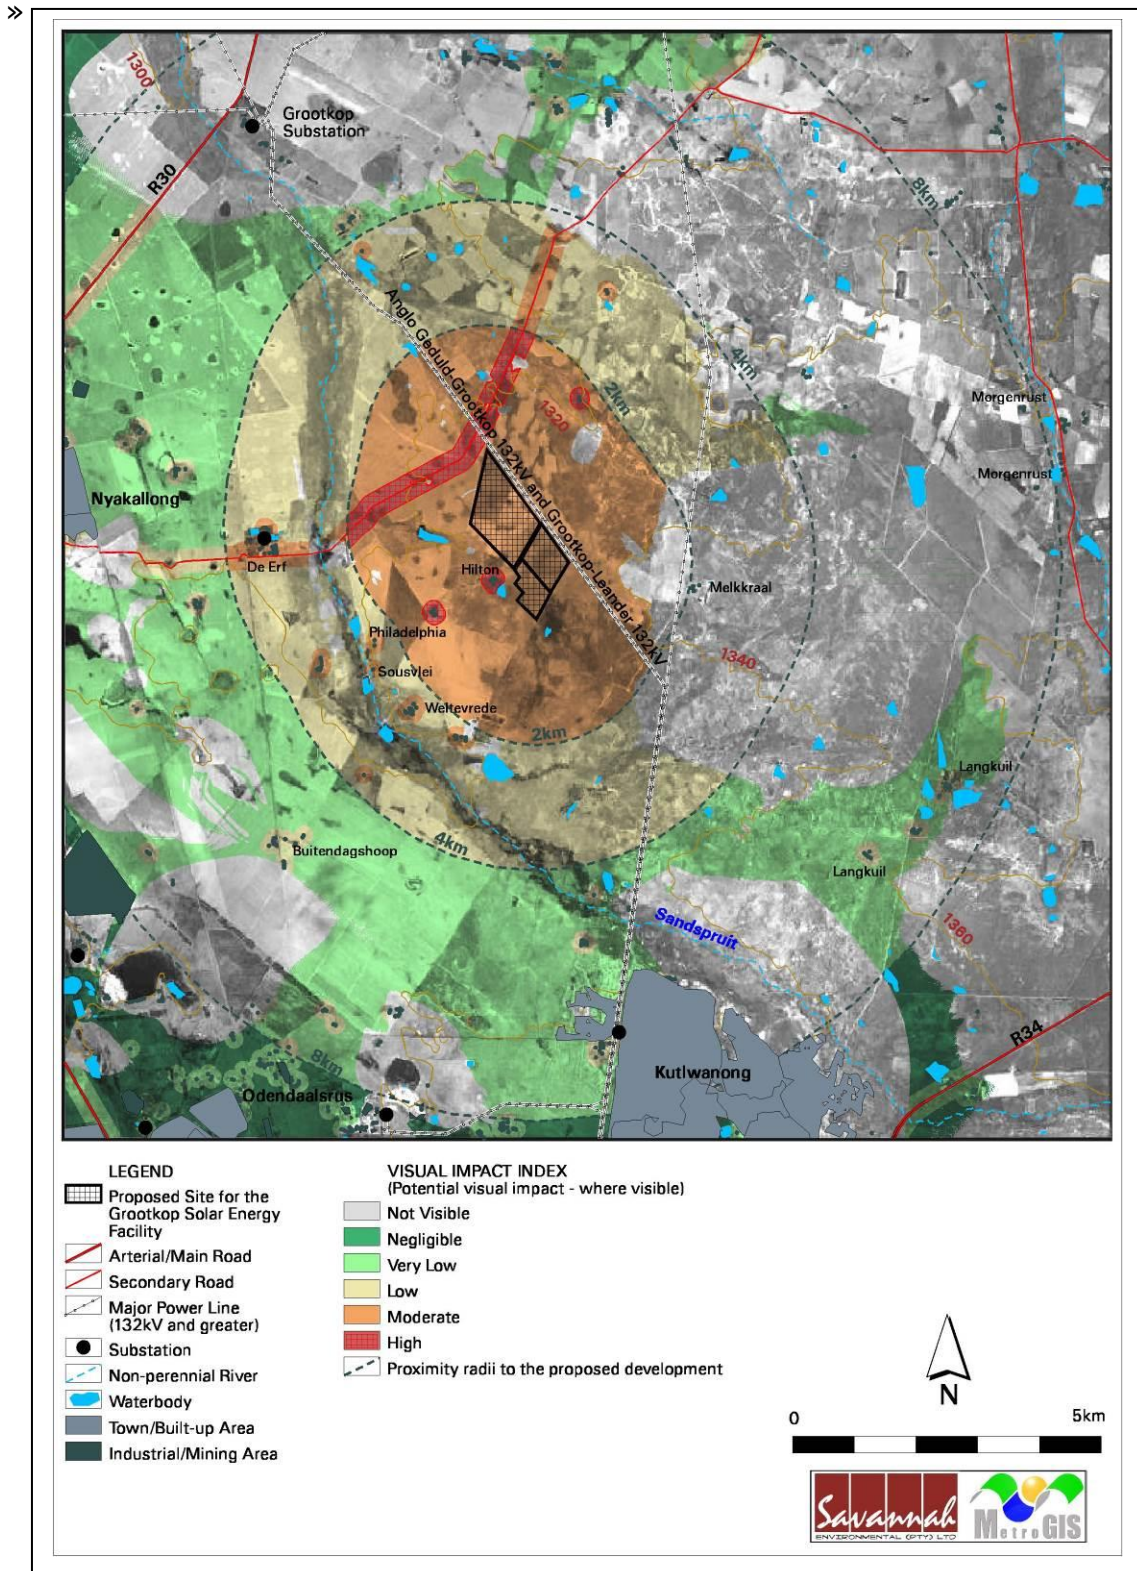 »
1300
Grootkop
Substation
R30
8km
Anglo Geduld-Grootkop 132kV and Grootkop-Leander 132kV
4km
2km
1320
Morgenrust
Morgenrust
Nyakallong
De Erf
Hilton
Melkkraal
Philadelphia
1340
Sousvlei
Weltevrede
2km
Langkuil
4km
Buitendagshoop
Langkuil
Sandspruit
1360
R34
8km
Kutlwanong
Odendaalsrus
LEGEND
Proposed Site for the
Grootkop Solar Energy
Facility
Arterial/Main Road
Secondary Road
Major Power Line
(132kV and greater)
Substation
Non-perennial River
Waterbody
Town/Built-up Area
Industrial/Mining Area
VISUAL IMPACT INDEX
(Potential visual impact - where visible)
Not Visible
Negligible
Very Low
Low
Moderate
High
Proximity radii to the proposed development
N
0 5km
Savannah
ENVIRONMENTAL (PTY) LTD
MetroGIS